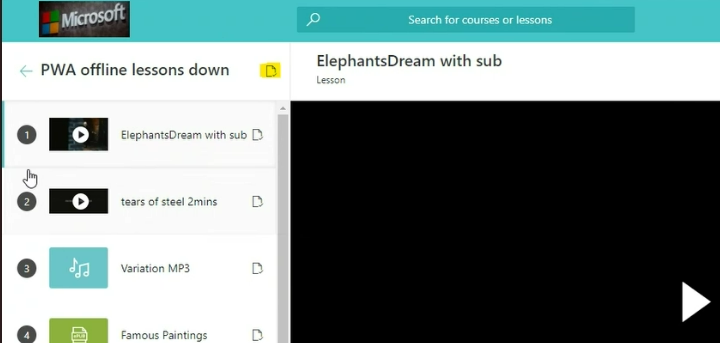 Microsoft
Search for courses or lessons
PWA offline lessons down
ElephantsDream with sub
Lesson
1
ElephantsDream with sub
2
tears of steel 2mins
3
Variation MP3
4
Famous Paintings